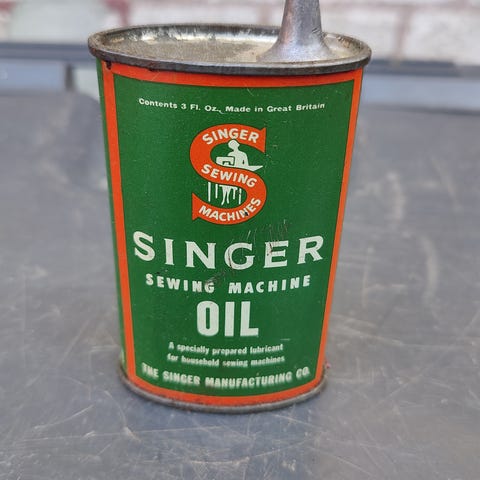 Contents 3 Fl. Oz., Made in Great Britain
SINGER
SEWING
MACHINES
SINGER
SEWING MACHINE
OIL
A specially prepared lubricant
for household sewing machines
THE SINGER MANUFACTURING CO.